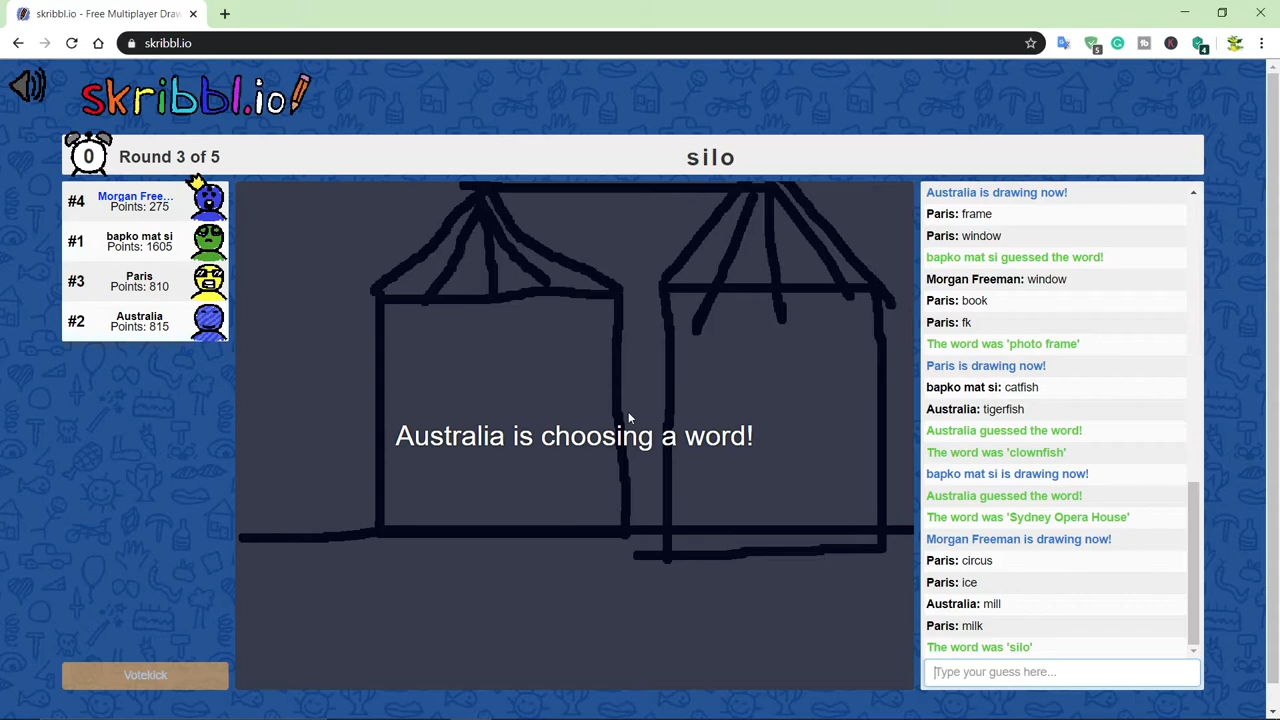 skribbl.io - Free Multiplayer Draw
skribbl.io
5
4
skribbl.io
0
Round 3 of 5
silo
#4
Morgan Free...
Points: 275
#1
bapko mat si
Points: 1605
#3
Paris
Points: 810
#2
Australia
Points: 815
Votekick
Australia is choosing a word!
Australia is drawing now!
Paris: frame
Paris: window
bapko mat si guessed the word!
Morgan Freeman: window
Paris: book
Paris: fk
The word was 'photo frame'
Paris is drawing now!
bapko mat si: catfish
Australia: tigerfish
Australia guessed the word!
The word was 'clownfish'
bapko mat si is drawing now!
Australia guessed the word!
The word was 'Sydney Opera House'
Morgan Freeman is drawing now!
Paris: circus
Paris: ice
Australia: mill
Paris: milk
The word was 'silo'
Type your guess here...